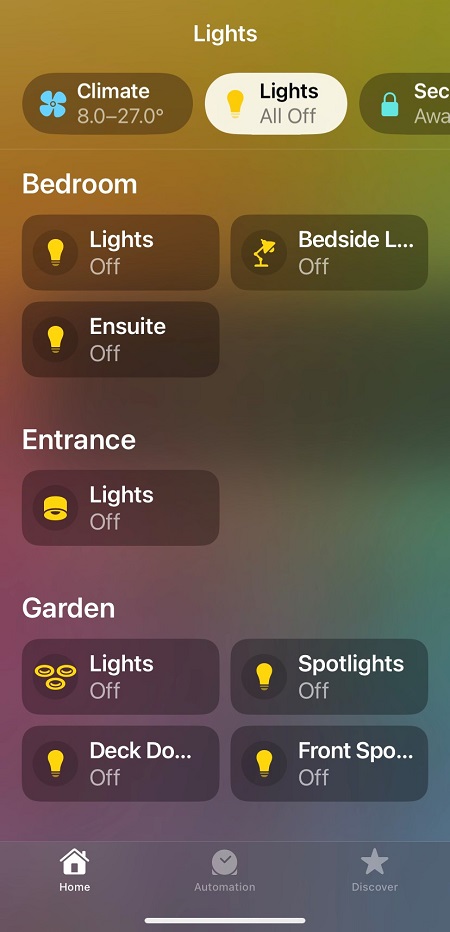 Lights
Climate
8.0–27.0°
Lights
All Off
Sec
Awa
Bedroom
Lights
Off
Bedside L...
Off
Ensuite
Off
Entrance
Lights
Off
Garden
Lights
Off
Spotlights
Off
Deck Do...
Off
Front Spo...
Off
Home
Automation
Discover